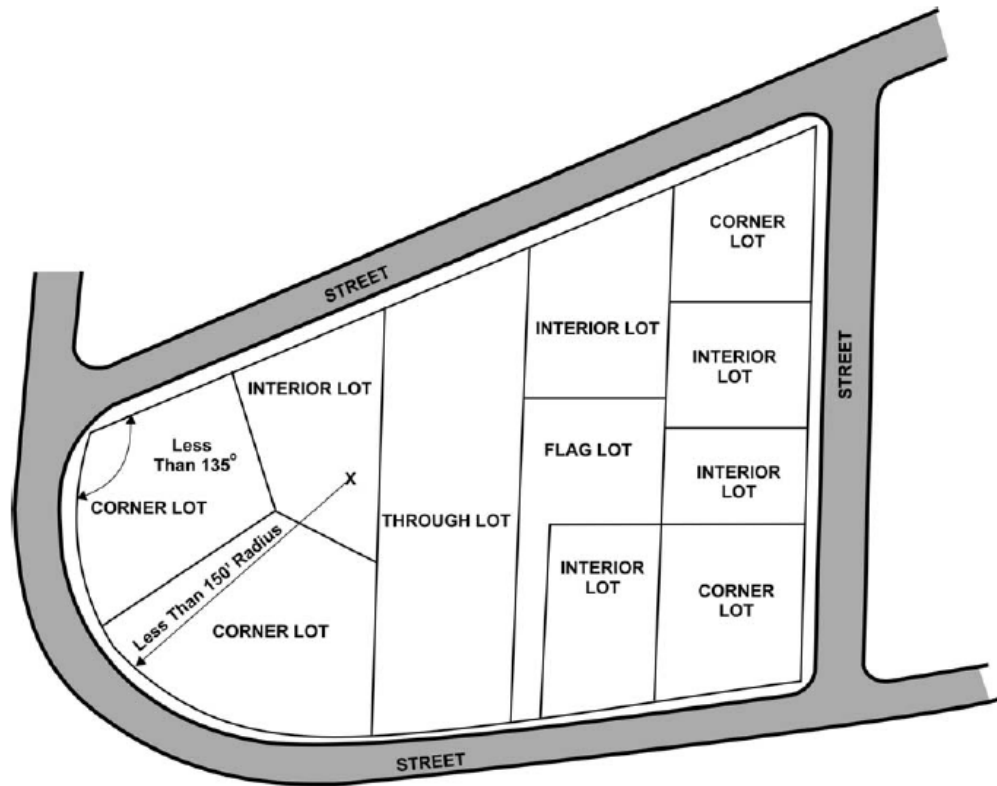 CORNER
LOT
STREET
INTERIOR LOT
INTERIOR
LOT
STREET
INTERIOR LOT
Less
Than 135°
FLAG LOT
INTERIOR
LOT
X
CORNER LOT
THROUGH LOT
Less Than 150' Radius
INTERIOR
LOT
CORNER
LOT
CORNER LOT
STREET